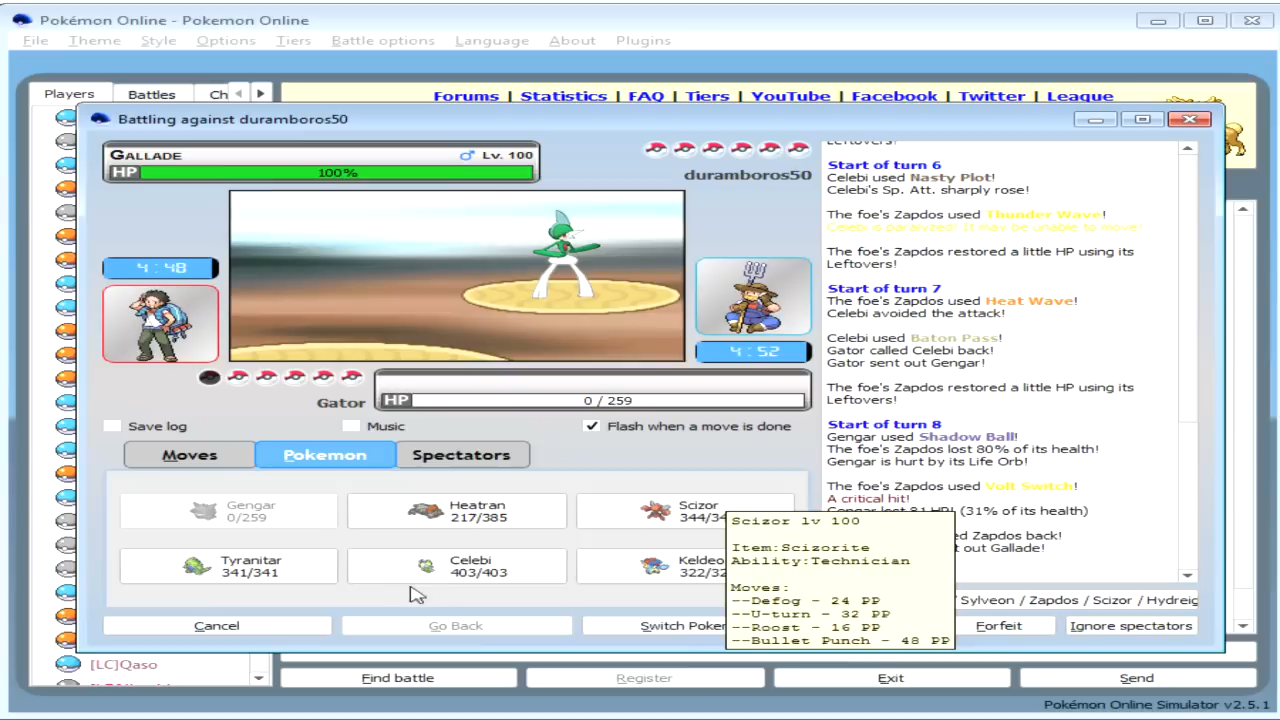 Pokémon Online - Pokemon Online
File Theme Style Options Tiers Battle options Language About Plugins
Players Battles Ch
Forums | Statistics | FAQ | Tiers | YouTube | Facebook | Twitter | League
Battling against duramboros50
GALLADE ♂ Lv. 100
HP 100%
duramboros50
4:48
4:52
Gator
HP 0 / 259
Save log Music Flash when a move is done
Moves Pokemon Spectators
Gengar
0/259
Heatran
217/385
Scizor
Tyranitar
341/341
Celebi
403/403
Keldeo
Cancel Go Back Switch Poke
Scizor lv 100
Item:Scizorite
Ability:Technician
Moves:
--Defog - 24 PP
--U-turn - 32 PP
--Roost - 16 PP
--Bullet Punch - 48 PP
Leftovers!
Start of turn 6
Celebi used Nasty Plot!
Celebi's Sp. Att. sharply rose!
The foe's Zapdos used Thunder Wave!
Celebi is paralyzed! It may be unable to move!
The foe's Zapdos restored a little HP using its
Leftovers!
Start of turn 7
The foe's Zapdos used Heat Wave!
Celebi avoided the attack!
Celebi used Baton Pass!
Gator called Celebi back!
Gator sent out Gengar!
The foe's Zapdos restored a little HP using its
Leftovers!
Start of turn 8
Gengar used Shadow Ball!
The foe's Zapdos lost 80% of its health!
Gengar is hurt by its Life Orb!
The foe's Zapdos used Volt Switch!
A critical hit!
Gengar lost 81 HP! (31% of its health)
ed Zapdos back!
out Gallade!
/ Sylveon / Zapdos / Scizor / Hydreig
Forfeit Ignore spectators
[LC]Qaso
Find battle Register Exit Send
Pokémon Online Simulator v2.5.1